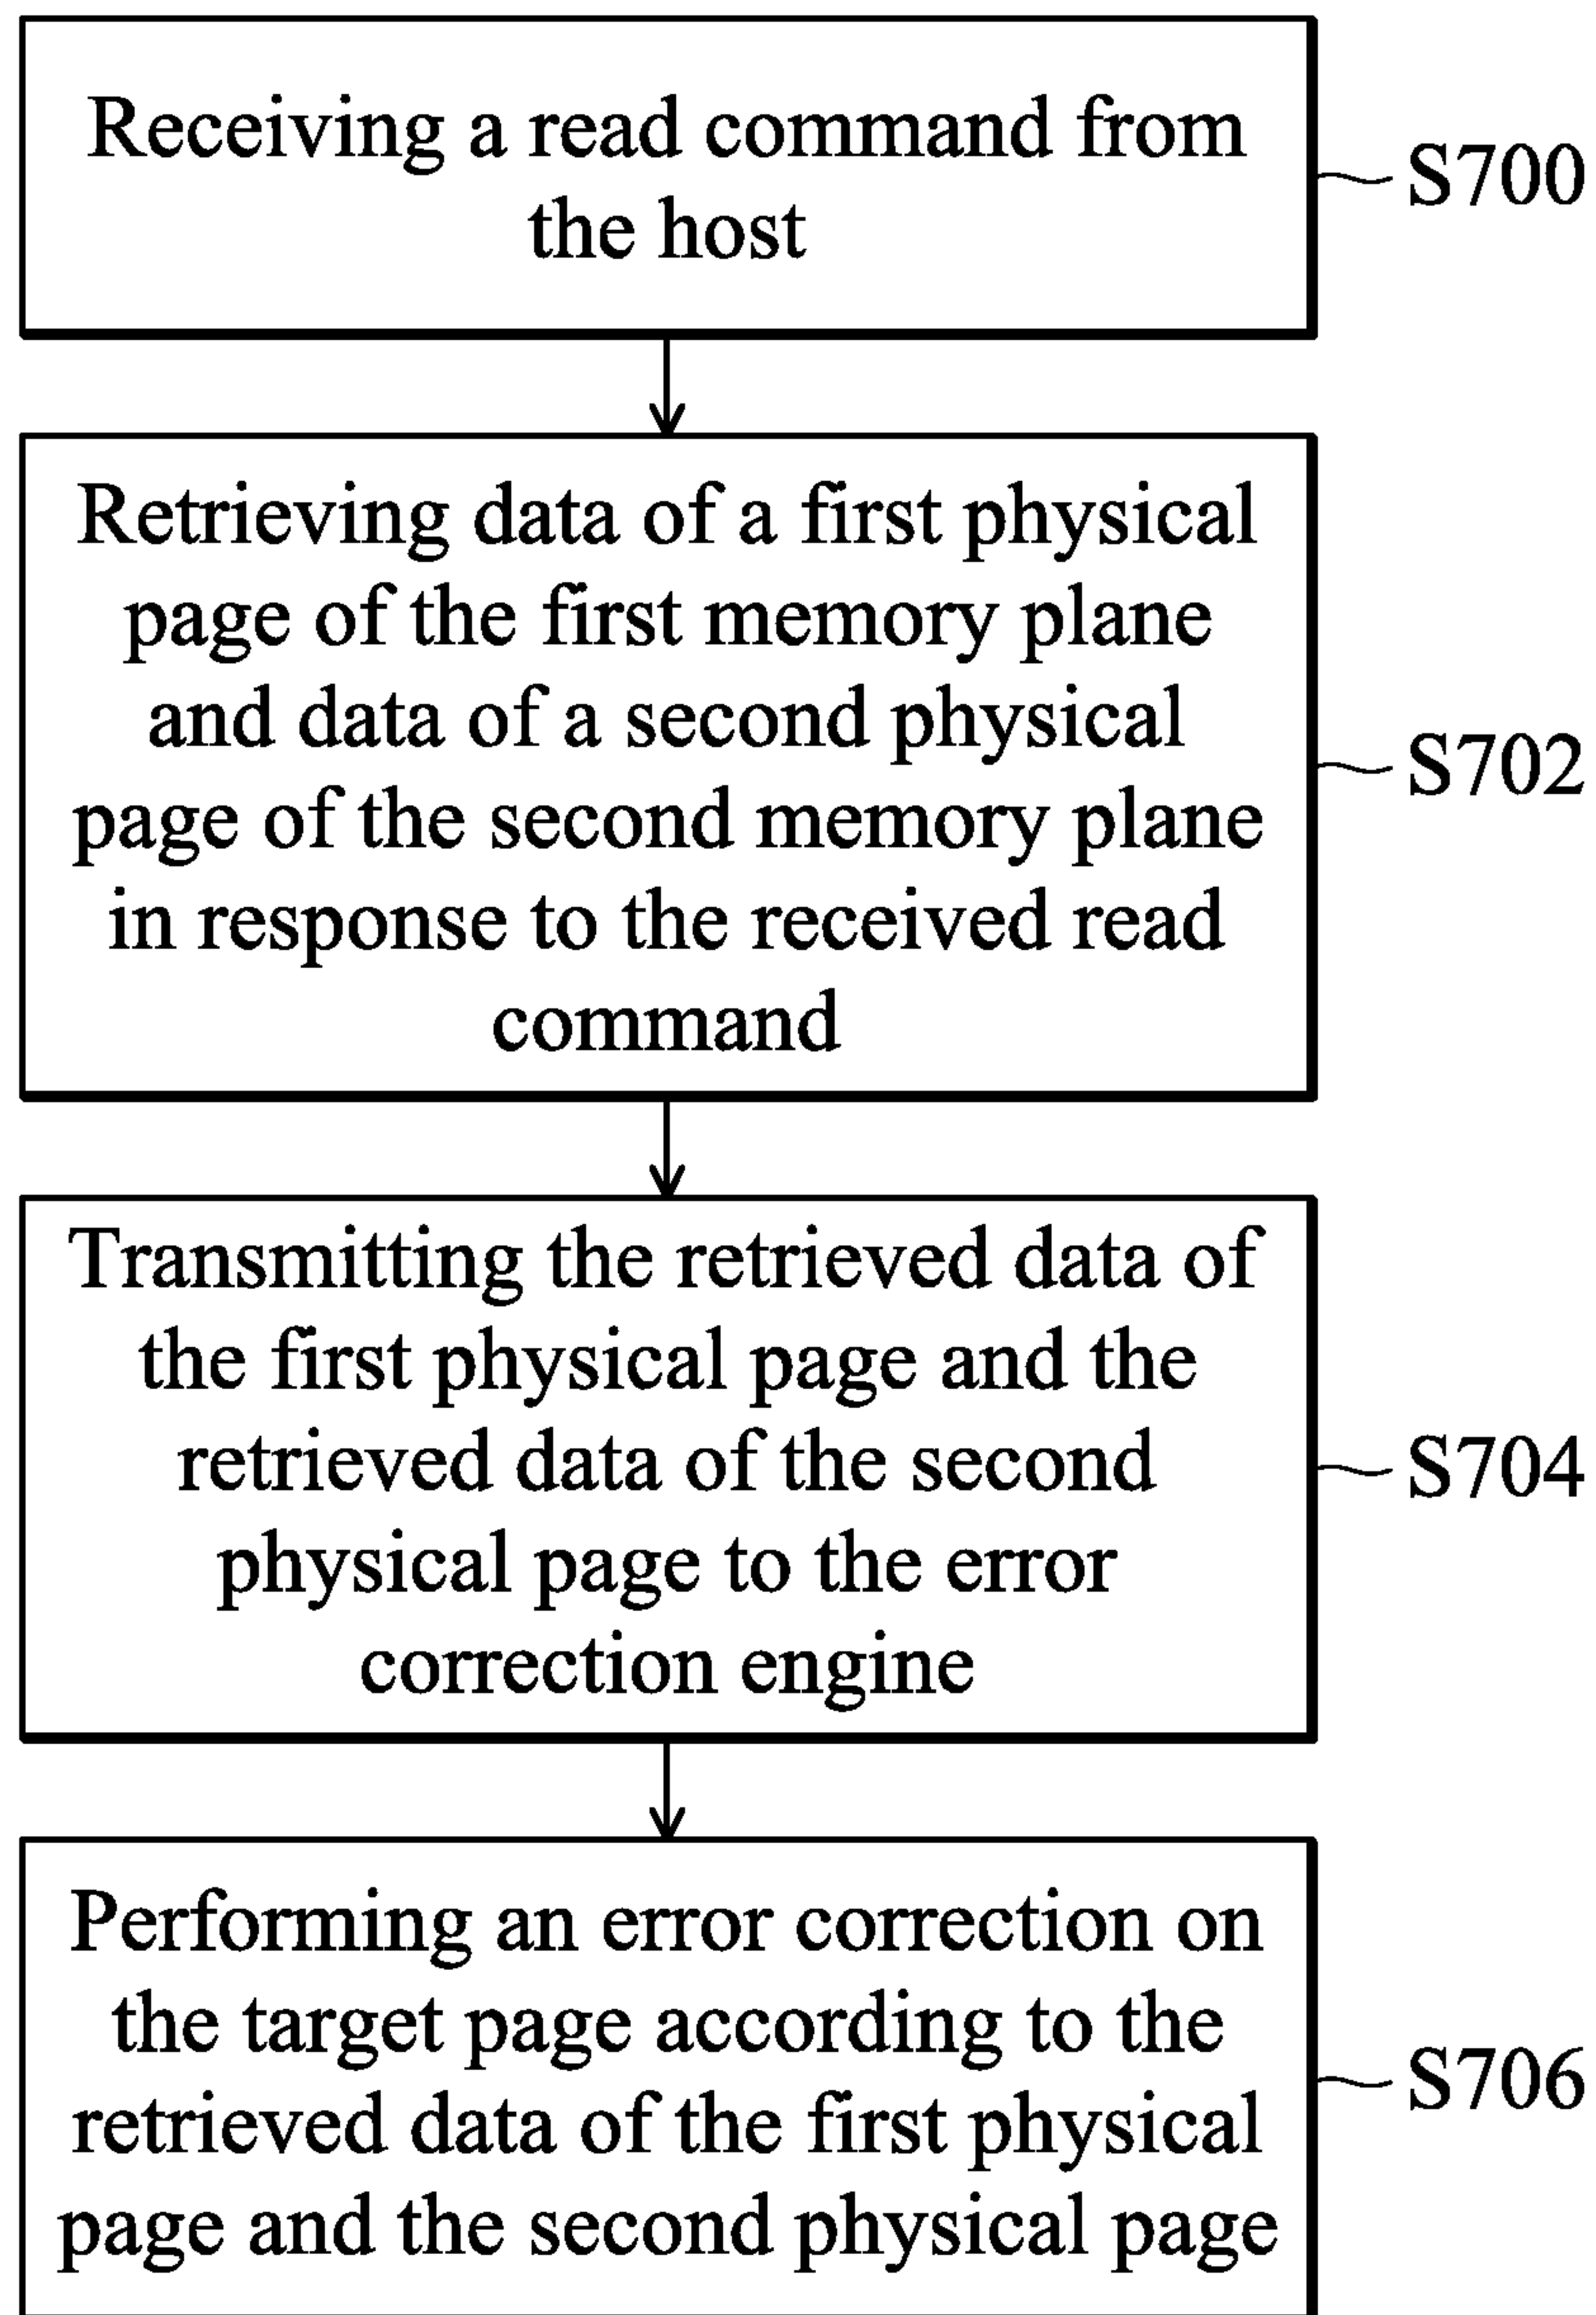 Receiving a read command from
the host
S700
Retrieving data of a first physical
page of the first memory plane
and data of a second physical
page of the second memory plane
in response to the received read
command
S702
Transmitting the retrieved data of
the first physical page and the
retrieved data of the second
physical page to the error
correction engine
S704
Performing an error correction on
the target page according to the
retrieved data of the first physical
page and the second physical page
S706